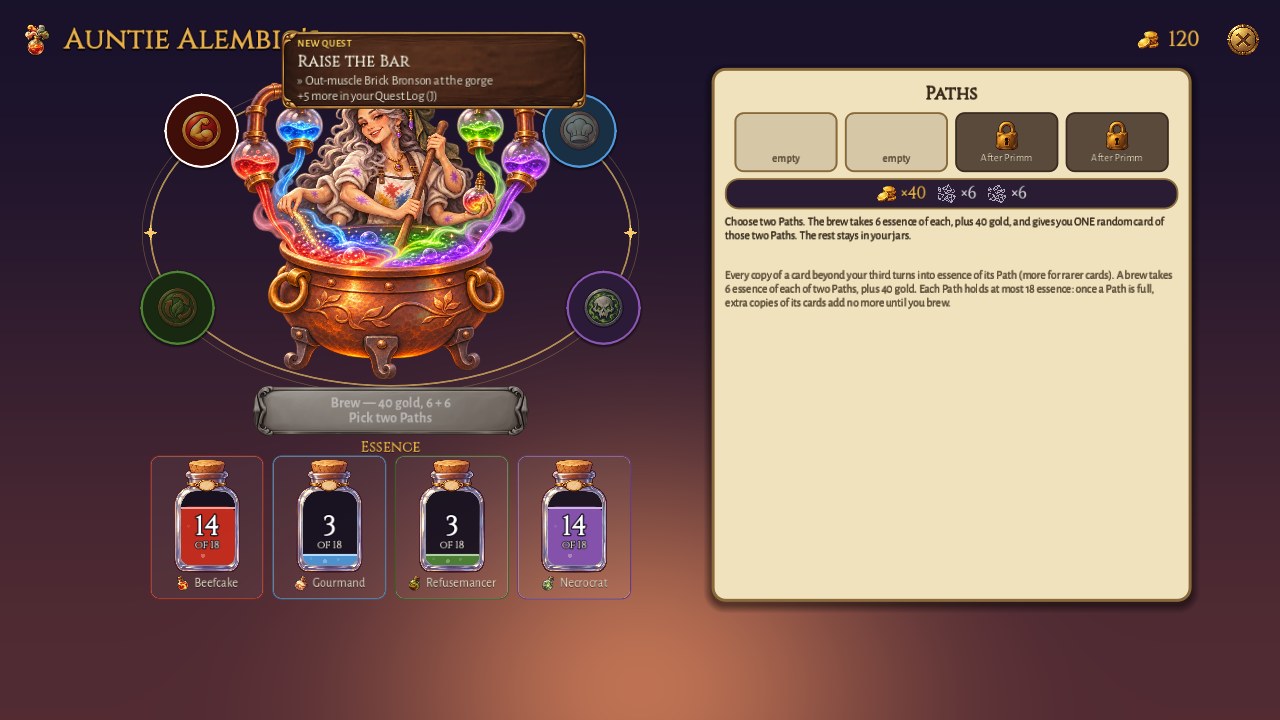 Auntie Alembic's
120
NEW QUEST
Raise the Bar
» Out-muscle Brick Bronson at the gorge
+5 more in your Quest Log (J)
Paths
empty
empty
After Primm
After Primm
×40 ×6 ×6
Choose two Paths. The brew takes 6 essence of each, plus 40 gold, and gives you ONE random card of
those two Paths. The rest stays in your jars.
Every copy of a card beyond your third turns into essence of its Path (more for rarer cards). A brew takes
6 essence of each of two Paths, plus 40 gold. Each Path holds at most 18 essence: once a Path is full,
extra copies of its cards add no more until you brew.
Brew — 40 gold, 6 + 6
Pick two Paths
Essence
14
OF 18
Beefcake
3
OF 18
Gourmand
3
OF 18
Refusemancer
14
OF 18
Necrocrat